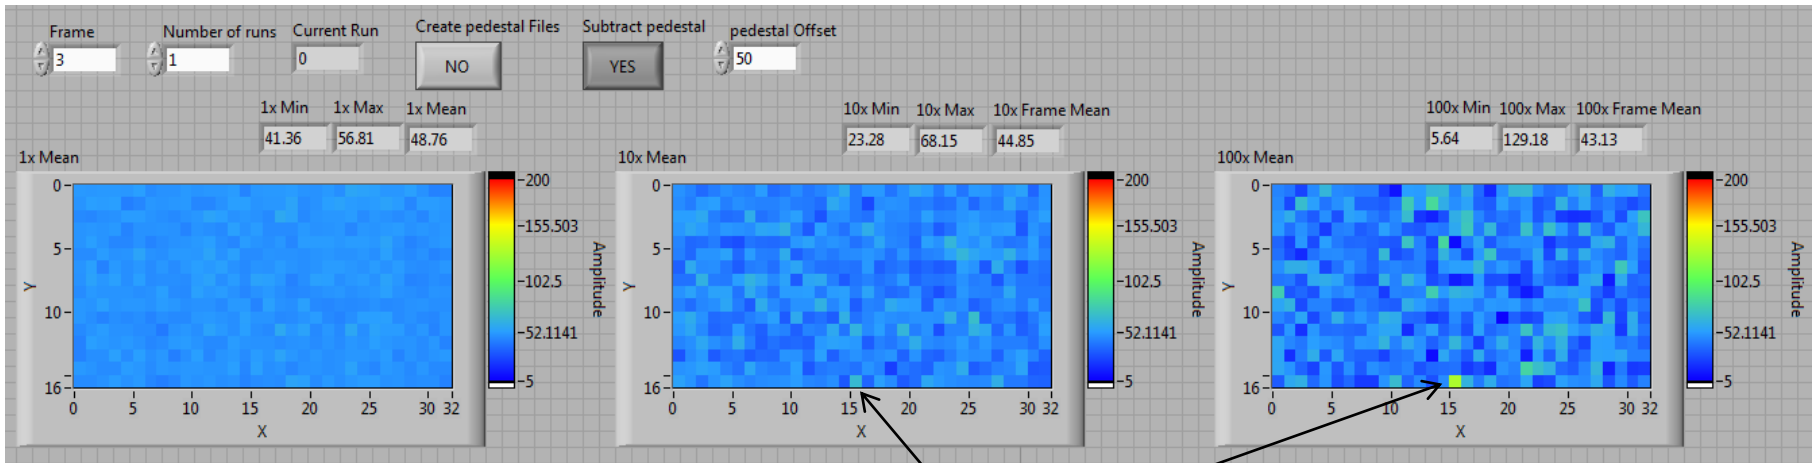 Frame
3
Number of runs
1
Current Run
0
Create pedestal Files
NO
Subtract pedestal
YES
pedestal Offset
50
1x Min 1x Max 1x Mean
41.36 56.81 48.76
10x Min 10x Max 10x Frame Mean
23.28 68.15 44.85
100x Min 100x Max 100x Frame Mean
5.64 129.18 43.13
1x Mean
0
5
10
16
Y
0 5 10 15 20 25 30 32
X
200
155.503
102.5
52.1141
5
Amplitude
10x Mean
0
5
10
16
Y
0 5 10 15 20 25 30 32
X
200
155.503
102.5
52.1141
5
Amplitude
100x Mean
0
5
10
16
Y
0 5 10 15 20 25 30 32
X
200
155.503
102.5
52.1141
5
Amplitude